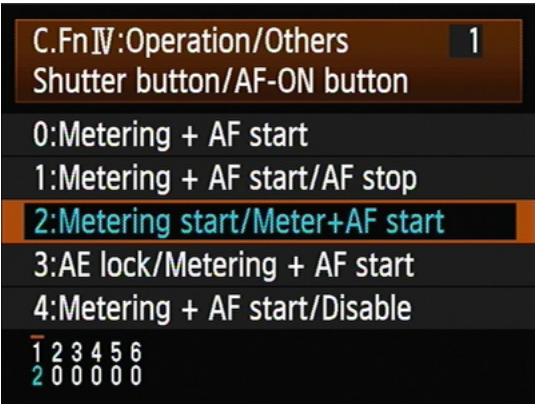 C.FnⅣ:Operation/Others 1
Shutter button/AF-ON button
0:Metering + AF start
1:Metering + AF start/AF stop
2:Metering start/Meter+AF start
3:AE lock/Metering + AF start
4:Metering + AF start/Disable
1 2 3 4 5 6
2 0 0 0 0 0